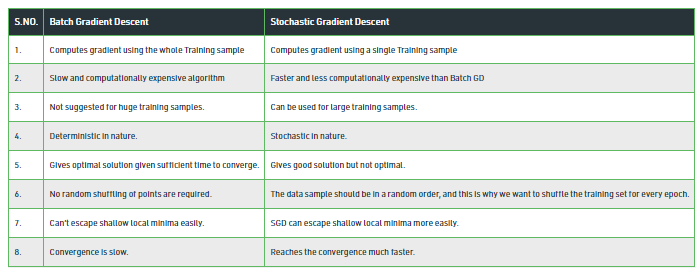 S.NO. Batch Gradient Descent Stochastic Gradient Descent
1. Computes gradient using the whole Training sample Computes gradient using a single Training sample
2. Slow and computationally expensive algorithm Faster and less computationally expensive than Batch GD
3. Not suggested for huge training samples. Can be used for large training samples.
4. Deterministic in nature. Stochastic in nature.
5. Gives optimal solution given sufficient time to converge. Gives good solution but not optimal.
6. No random shuffling of points are required. The data sample should be in a random order, and this is why we want to shuffle the training set for every epoch.
7. Can't escape shallow local minima easily. SGD can escape shallow local minima more easily.
8. Convergence is slow. Reaches the convergence much faster.